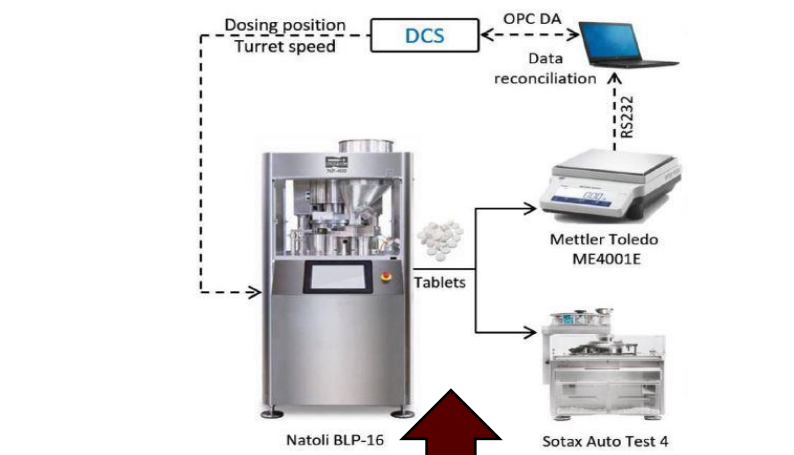 Dosing position
Turret speed
DCS
OPC DA
Data
reconciliation
RS232
Tablets
Mettler Toledo
ME4001E
Natoli BLP-16
Sotax Auto Test 4